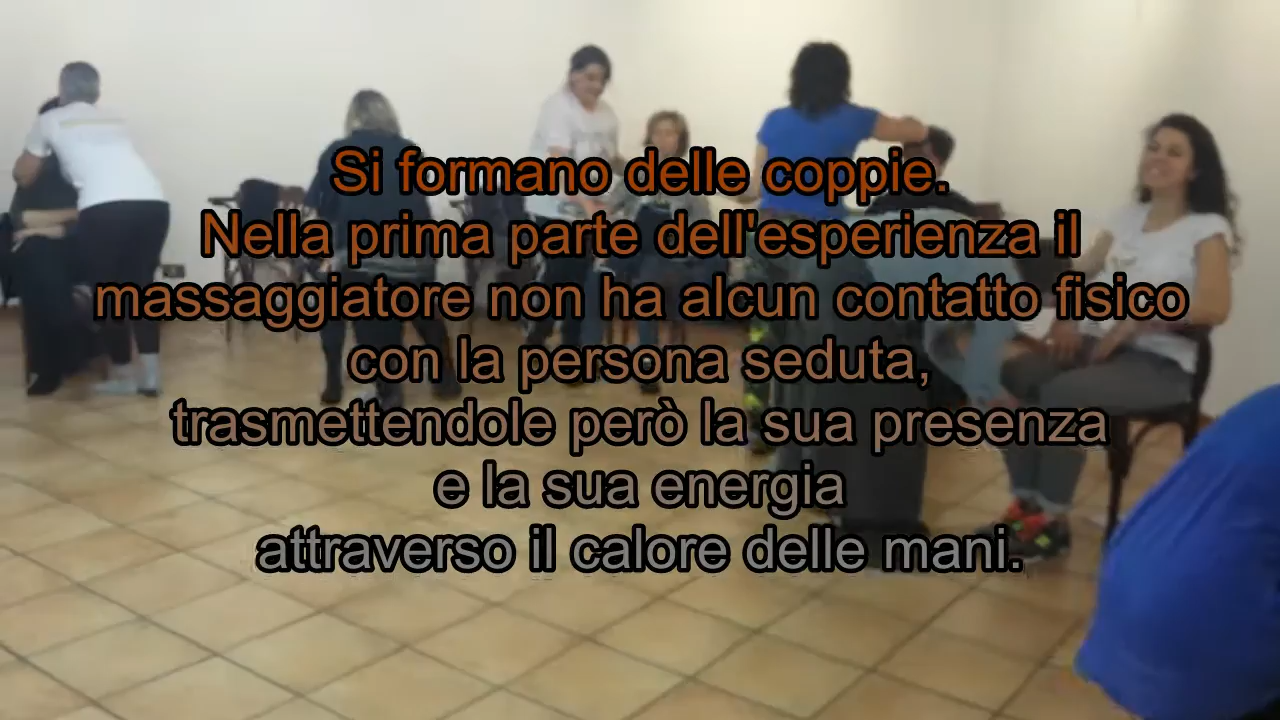 Si formano delle coppie.
Nella prima parte dell'esperienza il
massaggiatore non ha alcun contatto fisico
con la persona seduta,
trasmettendole però la sua presenza
e la sua energia
attraverso il calore delle mani.